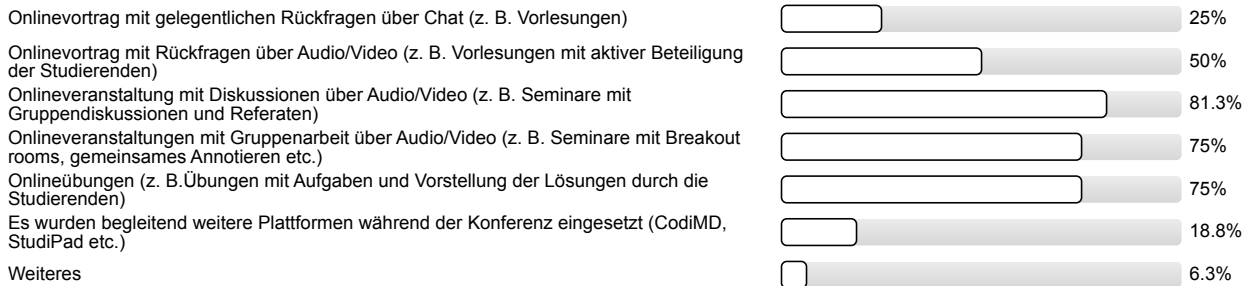 Onlinevortrag mit gelegentlichen Rückfragen über Chat (z. B. Vorlesungen) 25%
Onlinevortrag mit Rückfragen über Audio/Video (z. B. Vorlesungen mit aktiver Beteiligung
der Studierenden) 50%
Onlineveranstaltung mit Diskussionen über Audio/Video (z. B. Seminare mit
Gruppendiskussionen und Referaten) 81.3%
Onlineveranstaltungen mit Gruppenarbeit über Audio/Video (z. B. Seminare mit Breakout
rooms, gemeinsames Annotieren etc.) 75%
Onlineübungen (z. B.Übungen mit Aufgaben und Vorstellung der Lösungen durch die
Studierenden) 75%
Es wurden begleitend weitere Plattformen während der Konferenz eingesetzt (CodiMD,
StudiPad etc.) 18.8%
Weiteres 6.3%